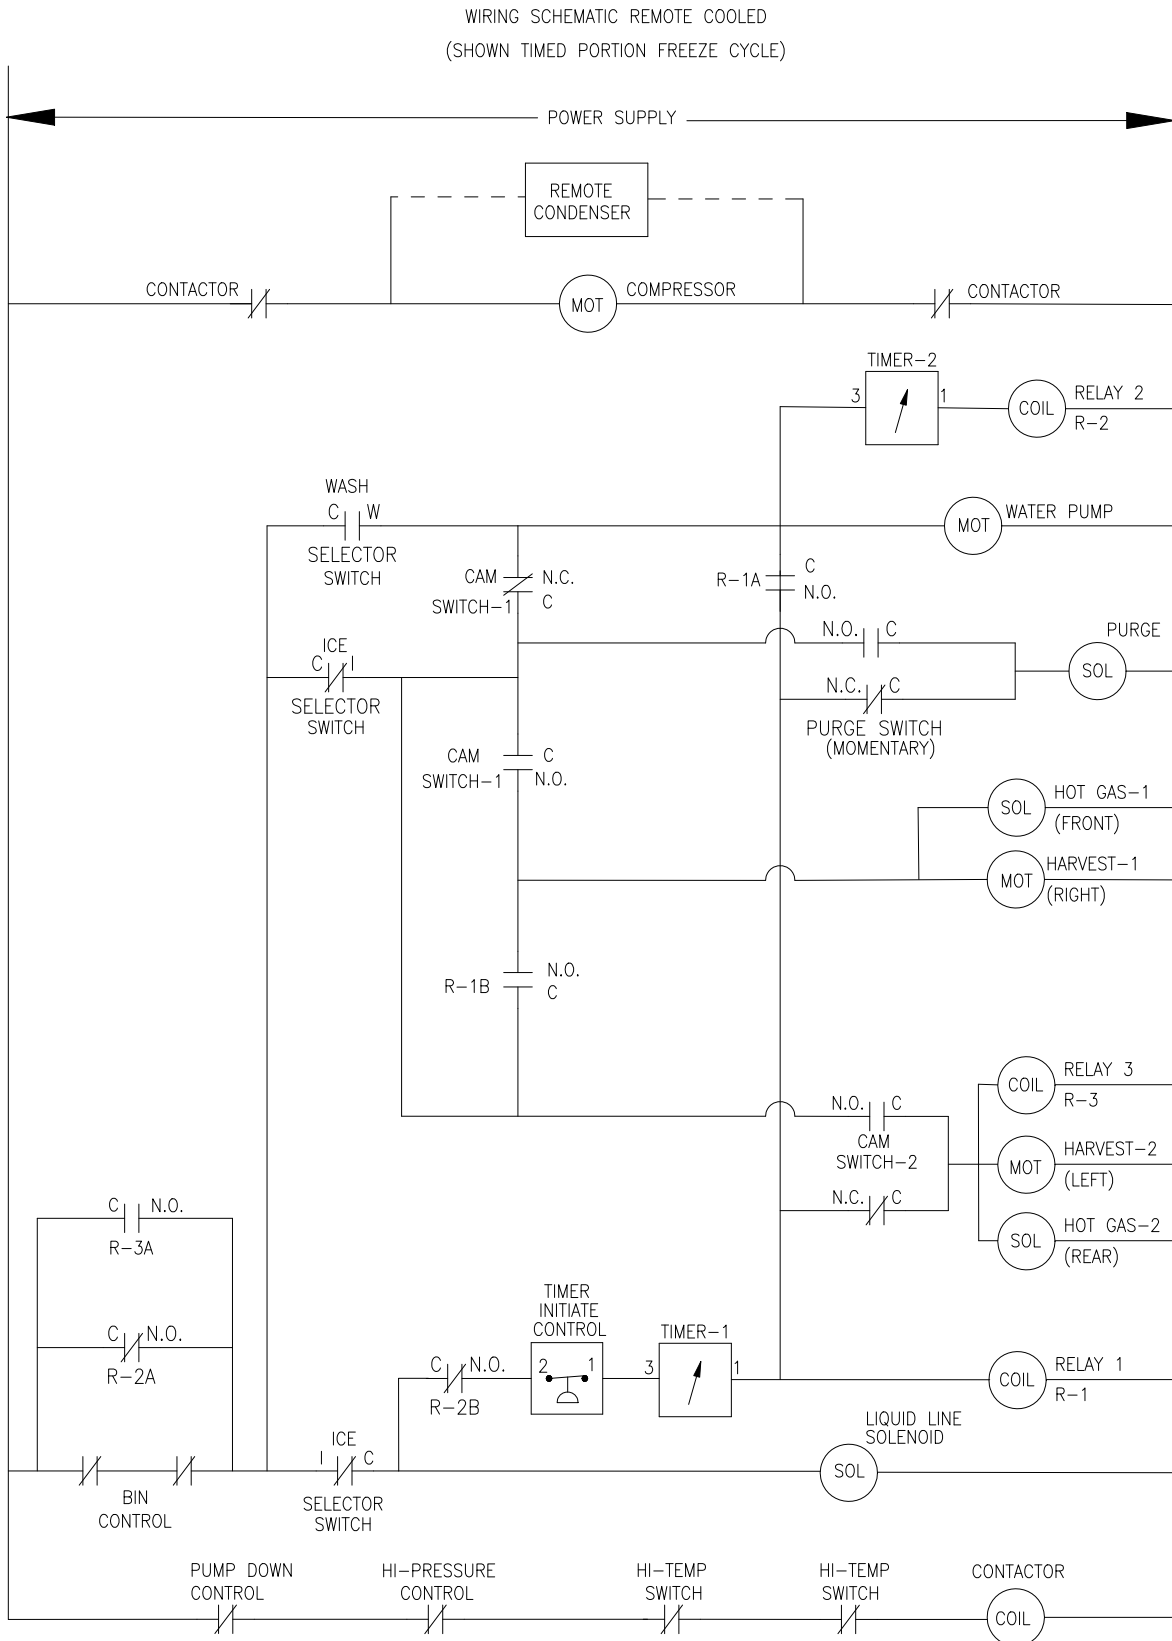 WIRING SCHEMATIC REMOTE COOLED
(SHOWN TIMED PORTION FREEZE CYCLE)
POWER SUPPLY
REMOTE
CONDENSER
CONTACTOR
MOT
COMPRESSOR
CONTACTOR
TIMER-2
3
1
COIL
RELAY 2
R-2
WASH
C
W
SELECTOR
SWITCH
MOT
WATER PUMP
CAM
SWITCH-1
N.C.
C
R-1A
C
N.O.
N.O.
C
PURGE
SOL
ICE
C
I
SELECTOR
SWITCH
N.C.
C
PURGE SWITCH
(MOMENTARY)
CAM
SWITCH-1
C
N.O.
SOL
HOT GAS-1
(FRONT)
MOT
HARVEST-1
(RIGHT)
R-1B
N.O.
C
COIL
RELAY 3
R-3
N.O.
C
CAM
SWITCH-2
MOT
HARVEST-2
(LEFT)
N.C.
C
SOL
HOT GAS-2
(REAR)
C
N.O.
R-3A
C
N.O.
R-2A
TIMER
INITIATE
CONTROL
2
1
TIMER-1
3
1
C
N.O.
R-2B
COIL
RELAY 1
R-1
LIQUID LINE
SOLENOID
SOL
ICE
I
C
SELECTOR
SWITCH
BIN
CONTROL
PUMP DOWN
CONTROL
HI-PRESSURE
CONTROL
HI-TEMP
SWITCH
HI-TEMP
SWITCH
CONTACTOR
COIL